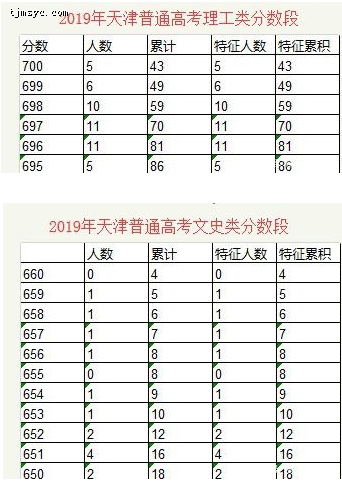 tjmsye.com
2019年天津普通高考理工类分数段
分数 人数 累计 特征人数 特征累积
700 5 43 5 43
699 6 49 6 49
698 10 59 10 59
697 11 70 11 70
696 11 81 11 81
695 5 86 5 86
2019年天津普通高考文史类分数段
人数 累计 特征人数 特征累积
660 0 4 0 4
659 1 5 1 5
658 1 6 1 6
657 1 7 1 7
656 1 8 1 8
655 0 8 0 8
654 1 9 1 9
653 1 10 1 10
652 2 12 2 12
651 4 16 4 16
650 2 18 2 18